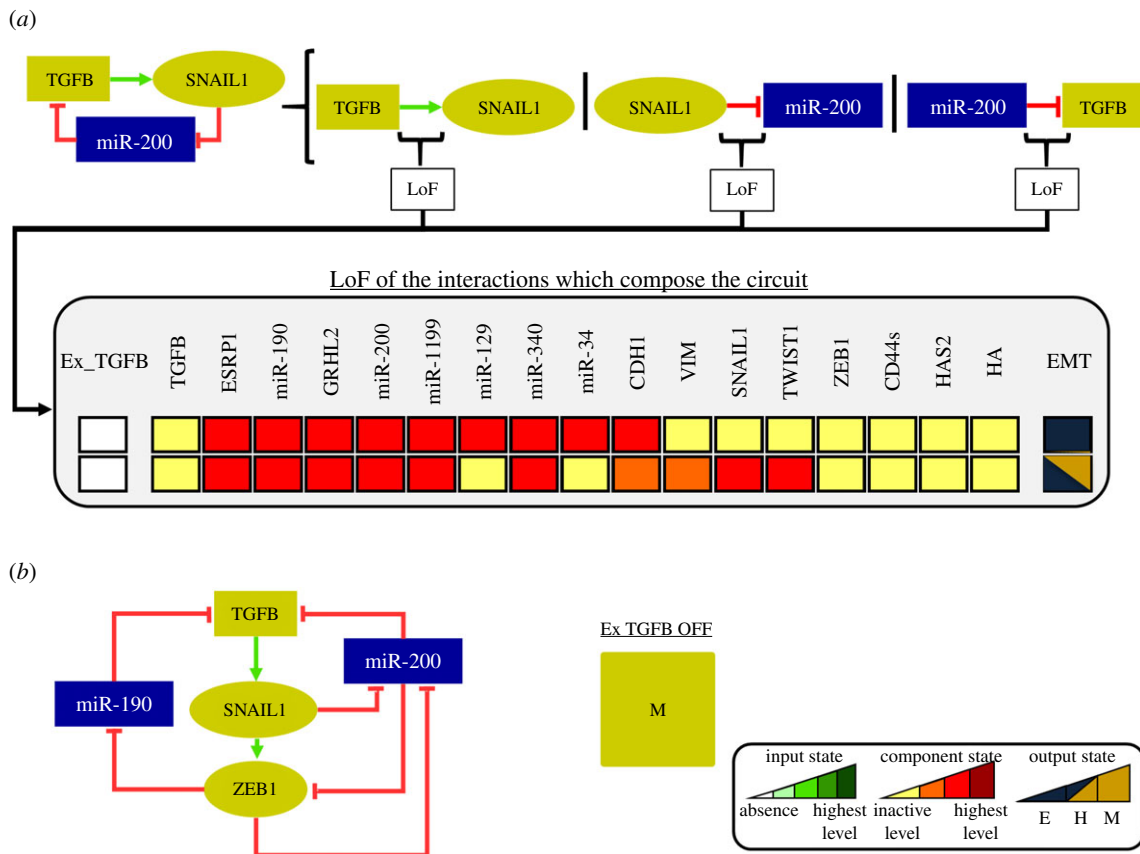 (a)
TGFB
SNAIL1
miR-200
TGFB
SNAIL1
SNAIL1
miR-200
miR-200
TGFB
LoF
LoF
LoF
LoF of the interactions which compose the circuit
Ex_TGFB
TGFB
ESRP1
miR-190
GRHL2
miR-200
miR-1199
miR-129
miR-340
miR-34
CDH1
VIM
SNAIL1
TWIST1
ZEB1
CD44s
HAS2
HA
EMT
(b)
TGFB
miR-200
miR-190
SNAIL1
ZEB1
Ex TGFB OFF
M
input state
absence
highest
level
component state
inactive
level
highest
level
output state
E H M